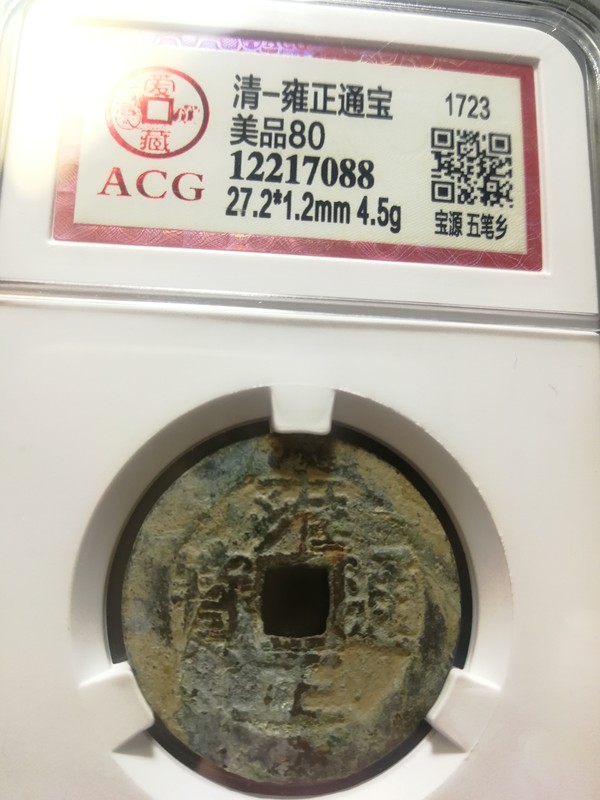 愛藏
ACG
清-雍正通宝
1723
美品80
12217088
27.2*1.2mm 4.5g
宝源 五笔乡
雍正通寶